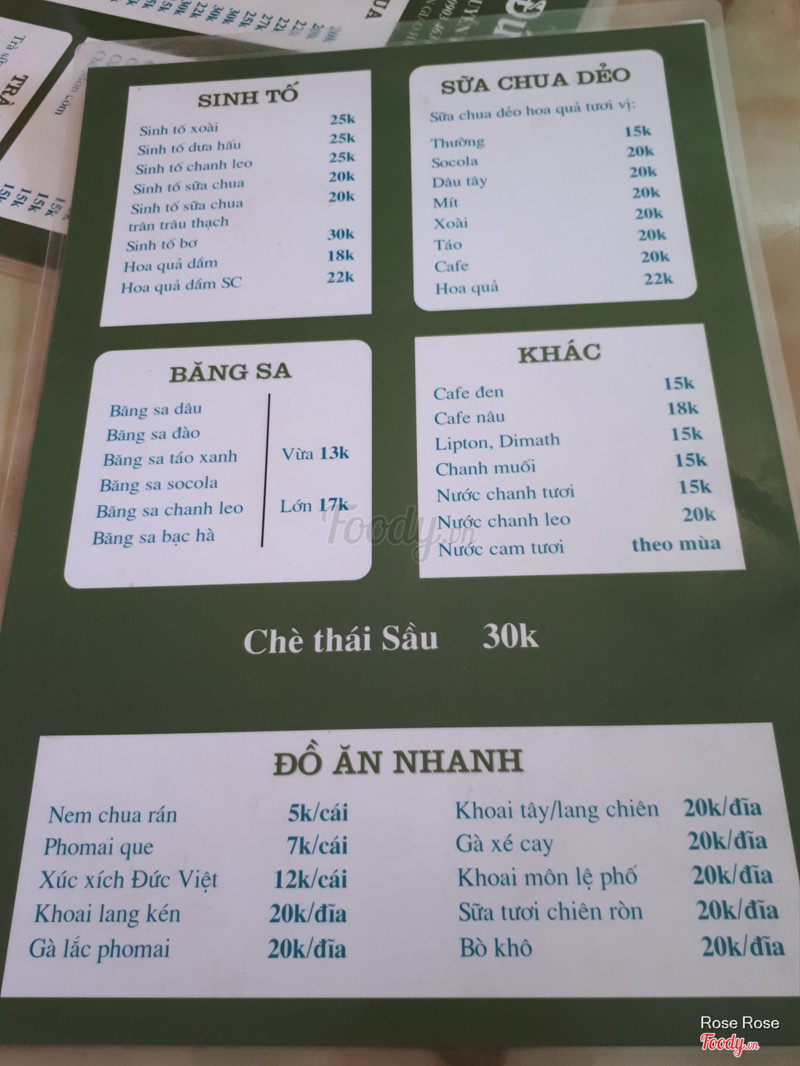 SINH TỐ
Sinh tố xoài 25k
Sinh tố dưa hấu 25k
Sinh tố chanh leo 25k
Sinh tố sữa chua 20k
Sinh tố sữa chua 20k
trân trâu thạch
Sinh tố bơ 30k
Hoa quả dầm 18k
Hoa quả dầm SC 22k
SỮA CHUA DẺO
Sữa chua dẻo hoa quả tươi vị:
Thường 15k
Socola 20k
Dâu tây 20k
Mít 20k
Xoài 20k
Táo 20k
Cafe 20k
Hoa quả 22k
BĂNG SA
Băng sa dâu
Băng sa đào
Băng sa táo xanh
Băng sa socola
Băng sa chanh leo
Băng sa bạc hà
Vừa 13k
Lớn 17k
KHÁC
Cafe đen 15k
Cafe nâu 18k
Lipton, Dimath 15k
Chanh muối 15k
Nước chanh tươi 15k
Nước chanh leo 20k
Nước cam tươi theo mùa
Foody.vn
Chè thái Sầu 30k
ĐỒ ĂN NHANH
Nem chua rán 5k/cái
Phomai que 7k/cái
Xúc xích Đức Việt 12k/cái
Khoai lang kén 20k/đĩa
Gà lắc phomai 20k/đĩa
Khoai tây/lang chiên 20k/đĩa
Gà xé cay 20k/đĩa
Khoai môn lệ phố 20k/đĩa
Sữa tươi chiên ròn 20k/đĩa
Bò khô 20k/đĩa
Rose Rose
Foody.vn